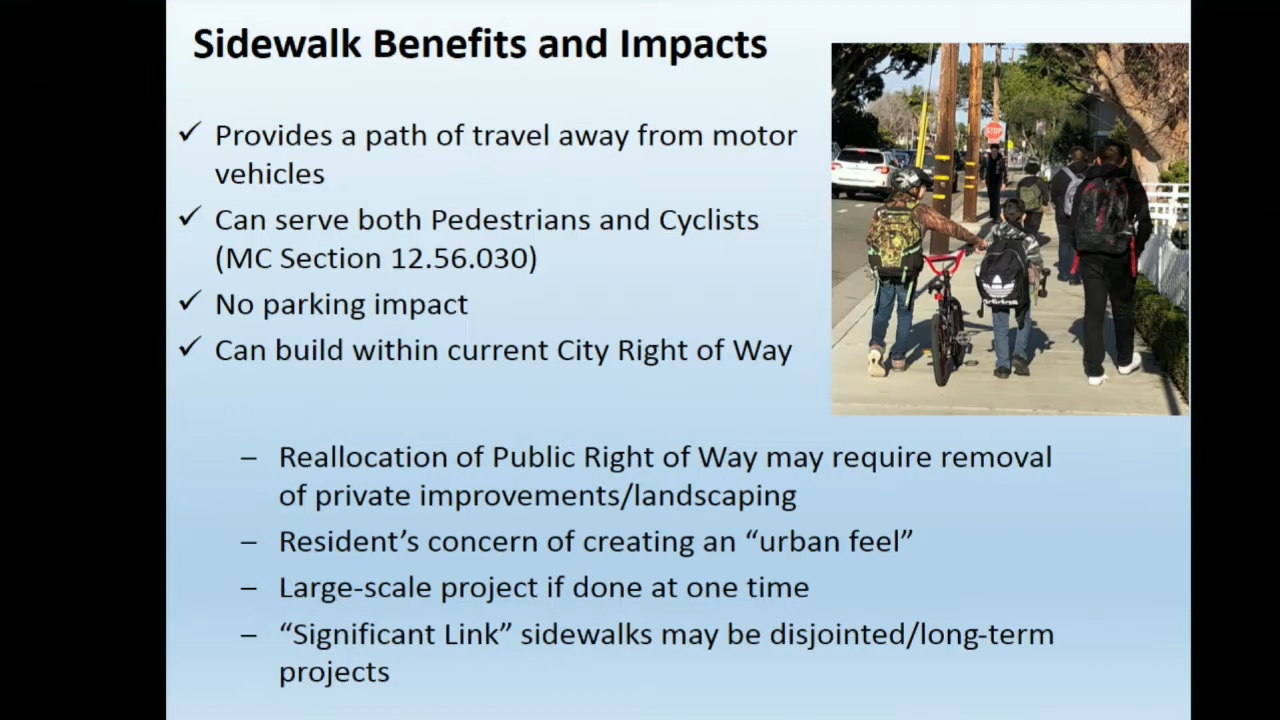 Sidewalk Benefits and Impacts
✓ Provides a path of travel away from motor
vehicles
✓ Can serve both Pedestrians and Cyclists
(MC Section 12.56.030)
✓ No parking impact
✓ Can build within current City Right of Way
STOP
adidas
– Reallocation of Public Right of Way may require removal
of private improvements/landscaping
– Resident’s concern of creating an “urban feel”
– Large-scale project if done at one time
– “Significant Link” sidewalks may be disjointed/long-term
projects